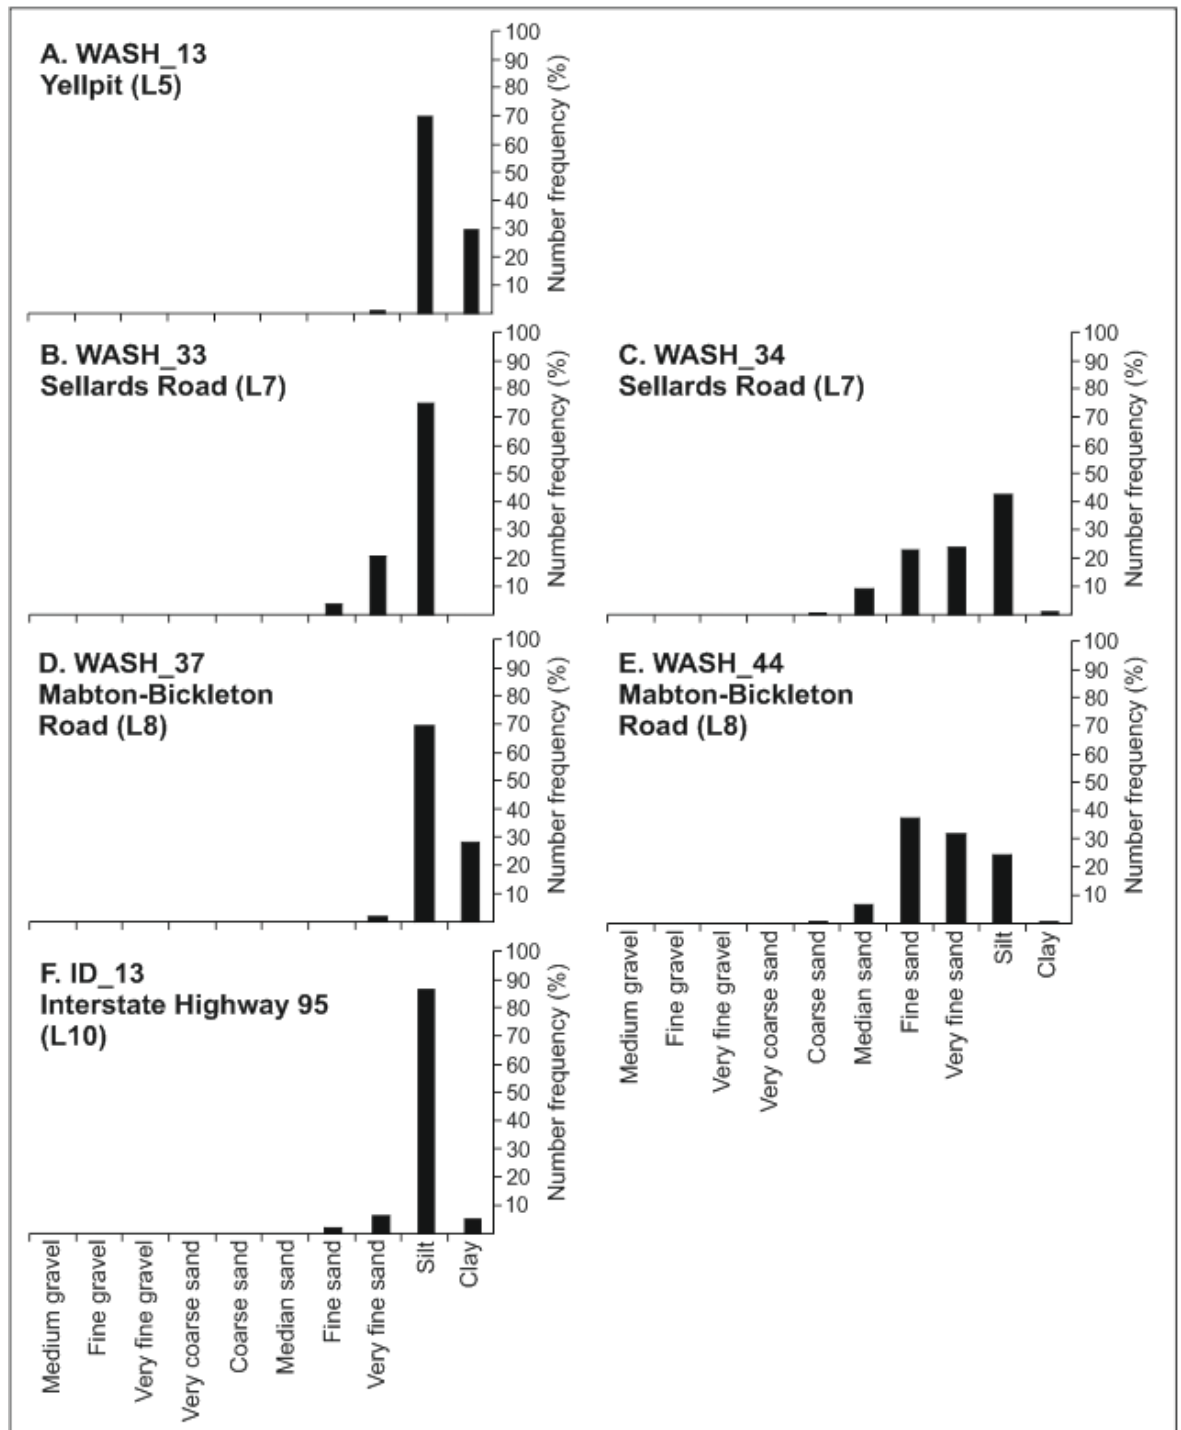 A. WASH_13
Yellpit (L5)
100
90
80
70
60
50
40
30
20
10
Number frequency (%)
B. WASH_33
Sellards Road (L7)
100
90
80
70
60
50
40
30
20
10
Number frequency (%)
C. WASH_34
Sellards Road (L7)
100
90
80
70
60
50
40
30
20
10
Number frequency (%)
D. WASH_37
Mabton-Bickleton
Road (L8)
100
90
80
70
60
50
40
30
20
10
Number frequency (%)
E. WASH_44
Mabton-Bickleton
Road (L8)
100
90
80
70
60
50
40
30
20
10
Number frequency (%)
Medium gravel
Fine gravel
Very fine gravel
Very coarse sand
Coarse sand
Median sand
Fine sand
Very fine sand
Silt
Clay
F. ID_13
Interstate Highway 95
(L10)
100
90
80
70
60
50
40
30
20
10
Number frequency (%)
Medium gravel
Fine gravel
Very fine gravel
Very coarse sand
Coarse sand
Median sand
Fine sand
Very fine sand
Silt
Clay